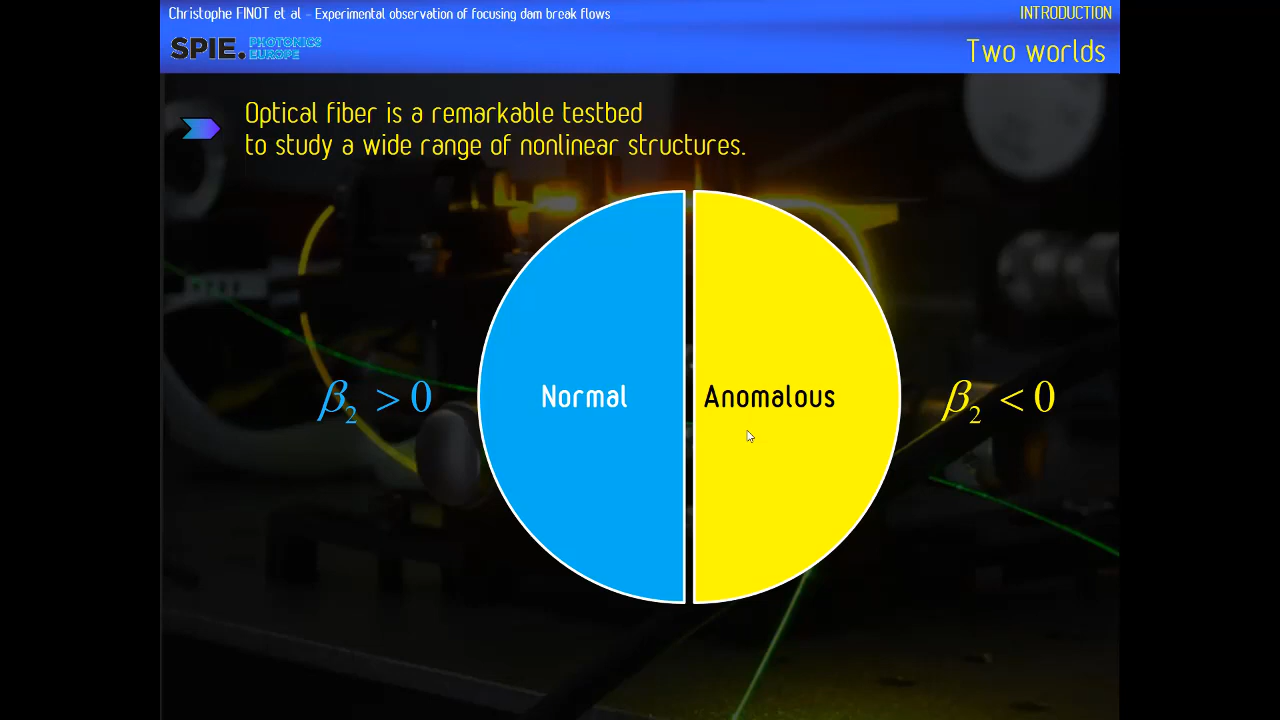 Christophe FINOT et al - Experimental observation of focusing dam break flows
INTRODUCTION
SPIE. PHOTONICS
EUROPE
Two worlds
Optical fiber is a remarkable testbed
to study a wide range of nonlinear structures.
β₂ > 0
Normal
Anomalous
β₂ < 0